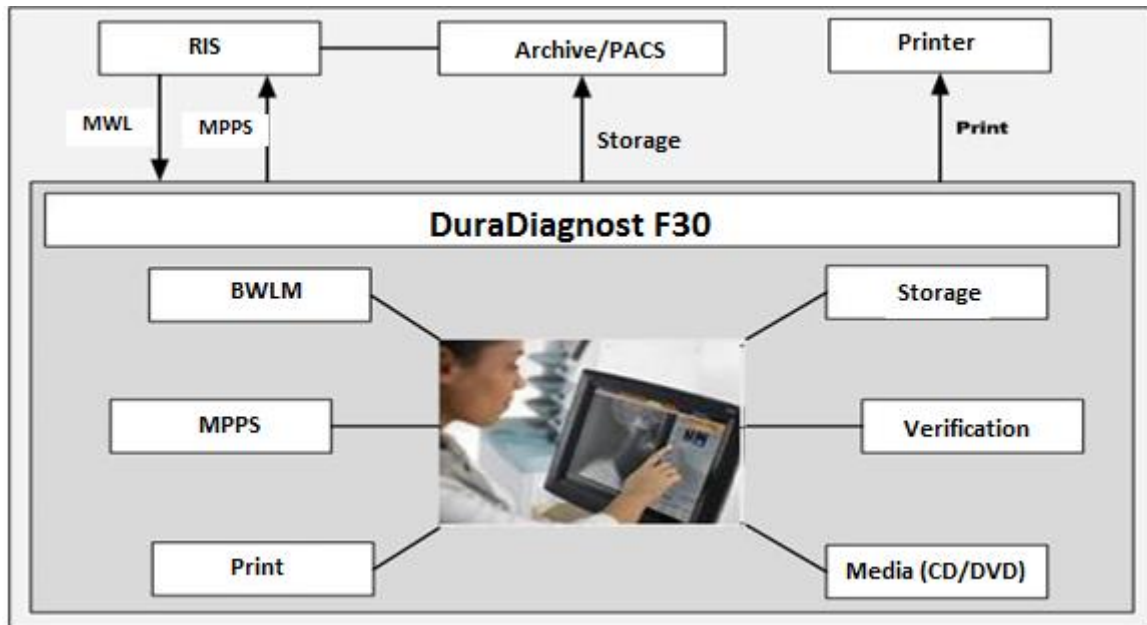 RIS
Archive/PACS
Printer
MWL
MPPS
Storage
Print
DuraDiagnost F30
BWLM
Storage
MPPS
Verification
Print
Media (CD/DVD)